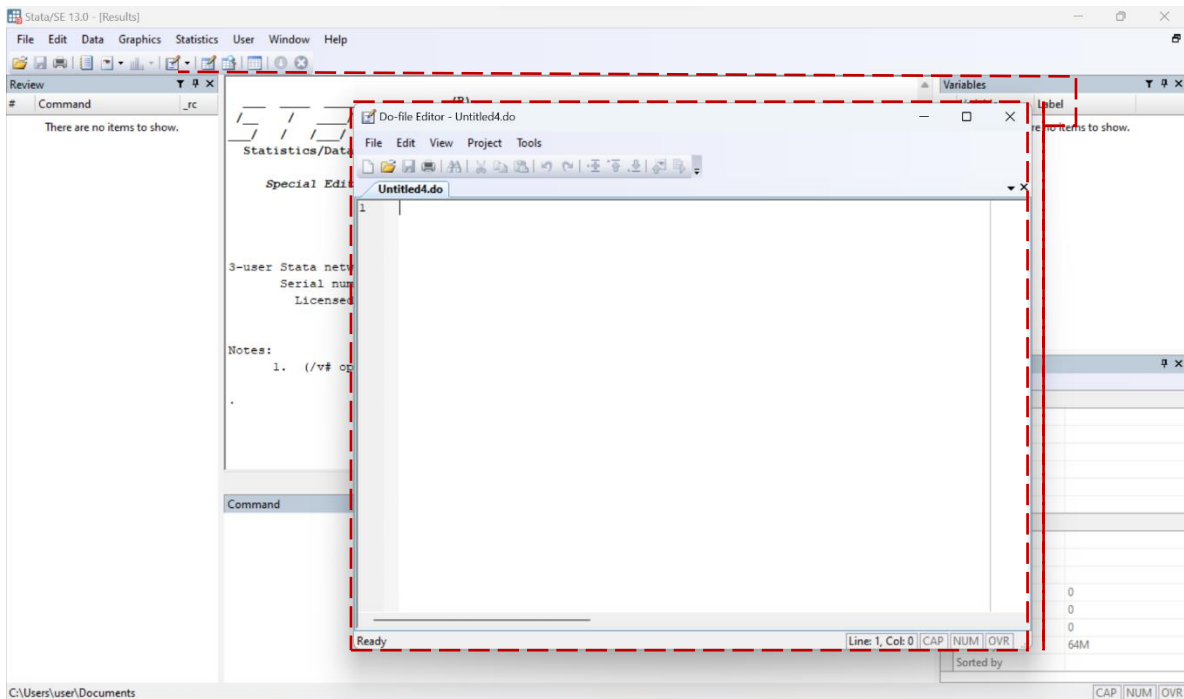 Stata/SE 13.0 - [Results]
File Edit Data Graphics Statistics User Window Help
Review
# Command _rc
There are no items to show.
(R)
Statistics/Data
Special Edit
3-user Stata netw
Serial num
Licensed
Notes:
1. (/v# op
.
Command
Do-file Editor - Untitled4.do
File Edit View Project Tools
Untitled4.do
1
Ready
Line: 1, Col: 0 CAP NUM OVR
Variables
Label
re no items to show.
0
0
0
64M
Sorted by
C:\Users\user\Documents
CAP NUM OVR